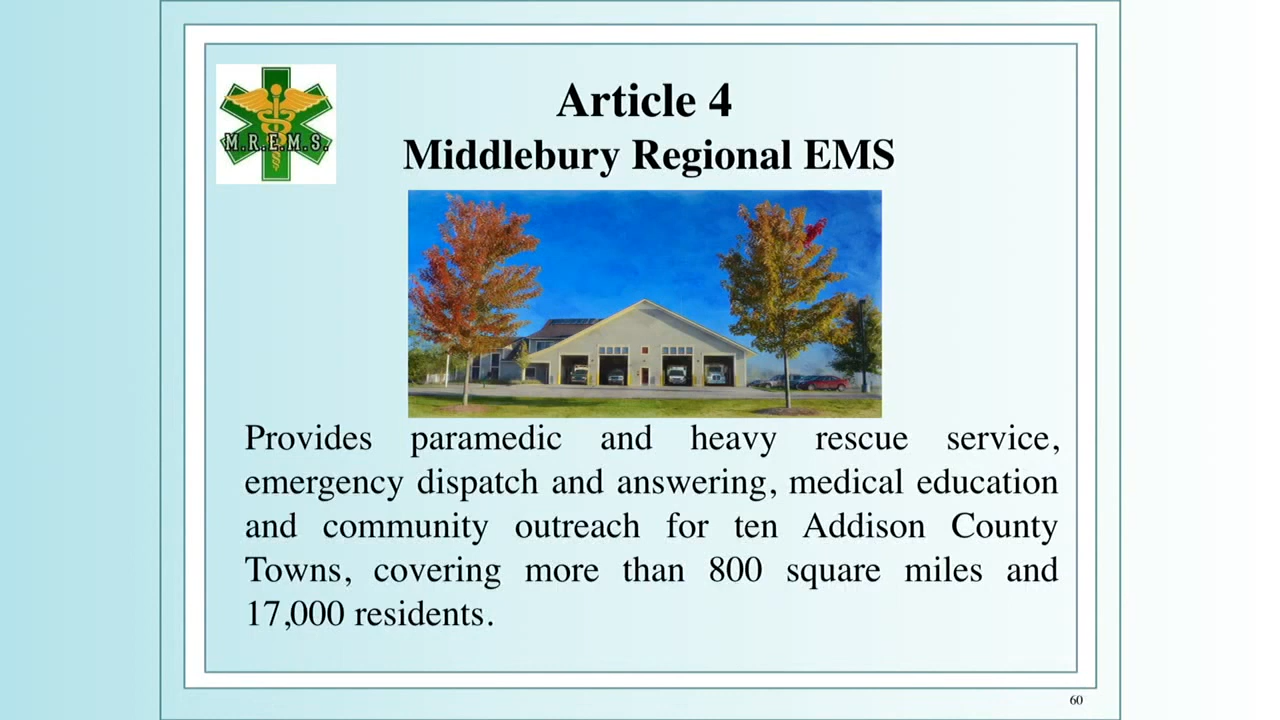 Article 4
M.R.E.M.S.
Middlebury Regional EMS
Provides paramedic and heavy rescue service,
emergency dispatch and answering, medical education
and community outreach for ten Addison County
Towns, covering more than 800 square miles and
17,000 residents.
60